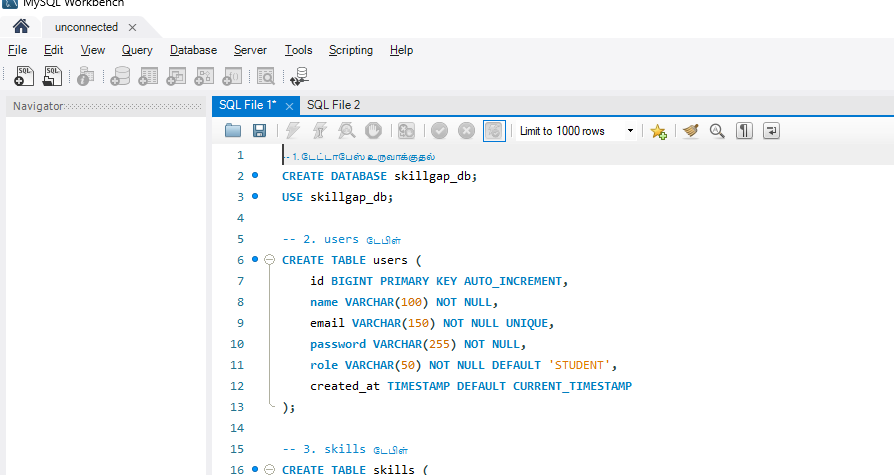 MySQL Workbench
unconnected
File Edit View Query Database Server Tools Scripting Help
Navigator
SQL File 1* SQL File 2
Limit to 1000 rows
1 -- 1. டேட்டாபேஸ் உருவாக்குதல்
2 CREATE DATABASE skillgap_db;
3 USE skillgap_db;
4
5 -- 2. users டேபிள்
6 CREATE TABLE users (
7 id BIGINT PRIMARY KEY AUTO_INCREMENT,
8 name VARCHAR(100) NOT NULL,
9 email VARCHAR(150) NOT NULL UNIQUE,
10 password VARCHAR(255) NOT NULL,
11 role VARCHAR(50) NOT NULL DEFAULT 'STUDENT',
12 created_at TIMESTAMP DEFAULT CURRENT_TIMESTAMP
13 );
14
15 -- 3. skills டேபிள்
16 CREATE TABLE skills (